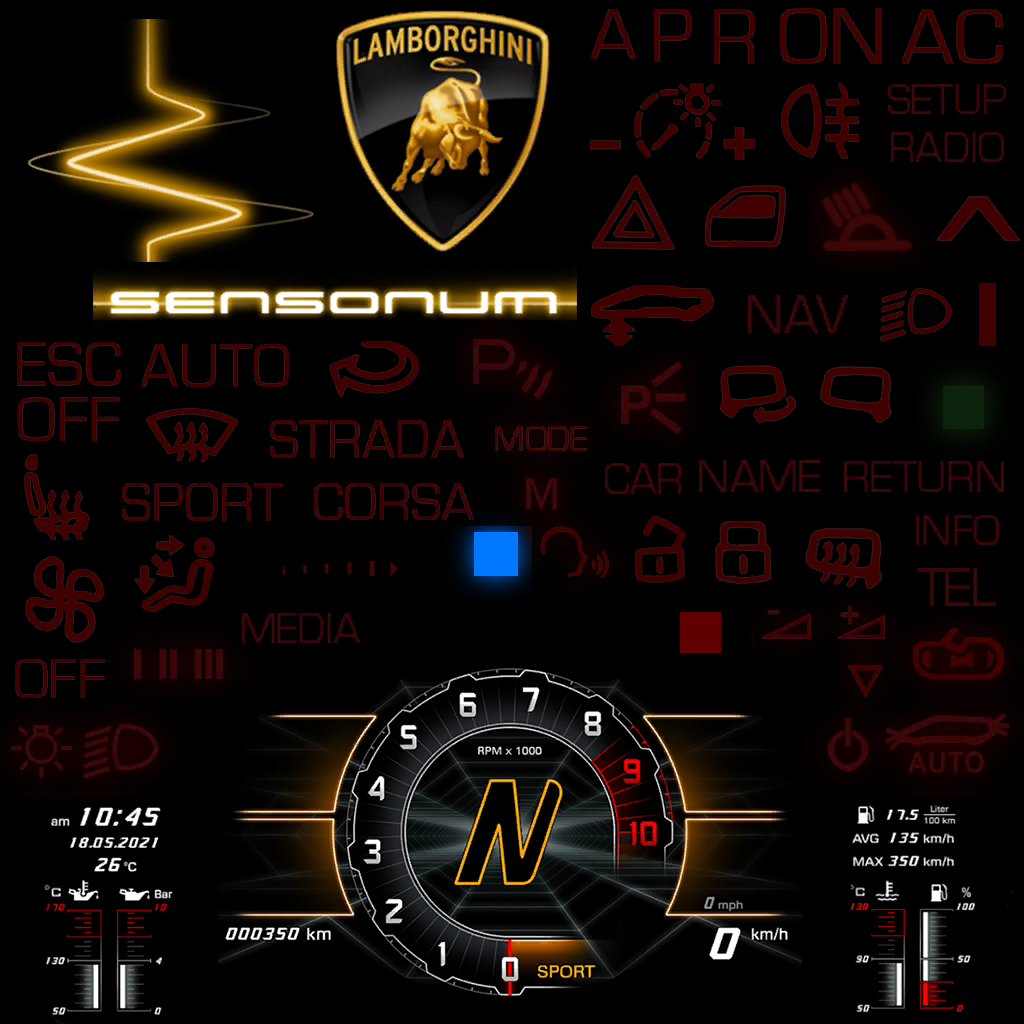 LAMBORGHINI
A P R ON AC
SETUP
RADIO
SENSONUM
NAV
ESC
OFF
AUTO
P
P
STRADA
MODE
CAR NAME RETURN
SPORT CORSA M
INFO
TEL
MEDIA
OFF
I II III
AUTO
7
6 8
5 9
RPM x 1000
4 10
N
3
2
1
0 SPORT
am 10:45
18.05.2021
26 °C
°C Bar
170 10
130 4
50 0
000350 km
0 mph
0 km/h
17.5 Liter
100 km
AVG 135 km/h
MAX 350 km/h
°C %
130 100
90 50
50 0